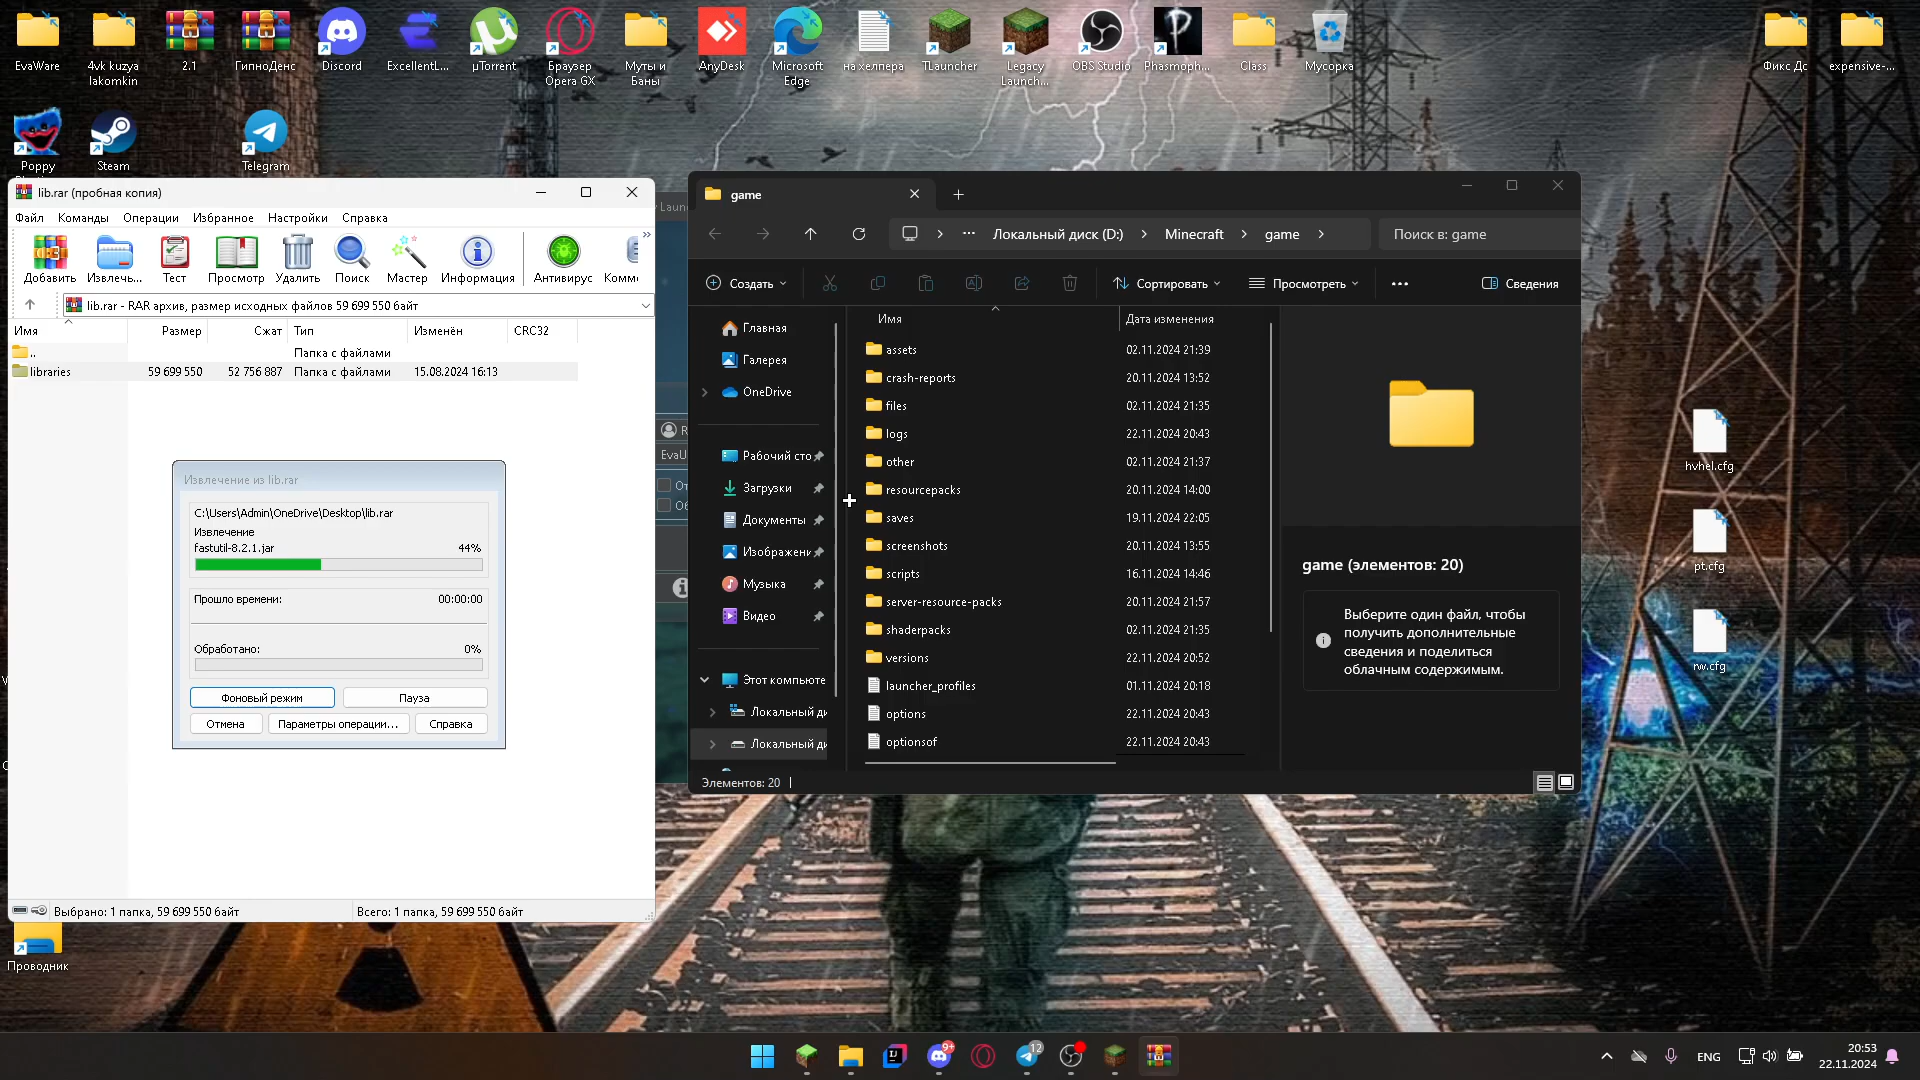 EvaWare
4vk kuzya lakomkin
2.1
ГипноДенс
Discord
ExcellentL...
µTorrent
Браузер Opera GX
Муты и Баны
AnyDesk
Microsoft Edge
на хелпера
TLauncher
Legacy Launch...
OBS Studio
Phasmoph...
Class
Мусорка
Фикс Дс
expensive-...
Poppy
Steam
Telegram
lib.rar (пробная копия)
Файл Команды Операции Избранное Настройки Справка
Добавить Извлечь... Тест Просмотр Удалить Поиск Мастер Информация Антивирус
lib.rar - RAR архив, размер исходных файлов 59 699 550 байт
Имя Размер Сжат Тип Изменён CRC32
.. Папка с файлами
libraries 59 699 550 52 756 887 Папка с файлами 15.08.2024 16:13
Извлечение из lib.rar
C:\Users\Admin\OneDrive\Desktop\lib.rar
Извлечение
fastutil-8.2.1.jar 44%
Прошло времени: 00:00:00
Обработано: 0%
Фоновый режим Пауза
Отмена Параметры операции... Справка
Выбрано: 1 папка, 59 699 550 байт Всего: 1 папка, 59 699 550 байт
Проводник
game
Локальный диск (D:) Minecraft game
Поиск в: game
Создать Сортировать Просмотреть ••• Сведения
Главная
Галерея
OneDrive
Рабочий сто
Загрузки
Документы
Изображени
Музыка
Видео
Этот компьюте
Локальный ди
Локальный ди
Имя Дата изменения
assets 02.11.2024 21:39
crash-reports 20.11.2024 13:52
files 02.11.2024 21:35
logs 22.11.2024 20:43
other 02.11.2024 21:37
resourcepacks 20.11.2024 14:00
saves 19.11.2024 22:05
screenshots 20.11.2024 13:55
scripts 16.11.2024 14:46
server-resource-packs 20.11.2024 21:57
shaderpacks 02.11.2024 21:35
versions 22.11.2024 20:52
launcher_profiles 01.11.2024 20:18
options 22.11.2024 20:43
optionsof 22.11.2024 20:43
Элементов: 20
game (элементов: 20)
Выберите один файл, чтобы
получить дополнительные
сведения и поделиться
облачным содержимым.
hvhel.cfg
pt.cfg
rw.cfg
9+
12
ENG
20:53
22.11.2024